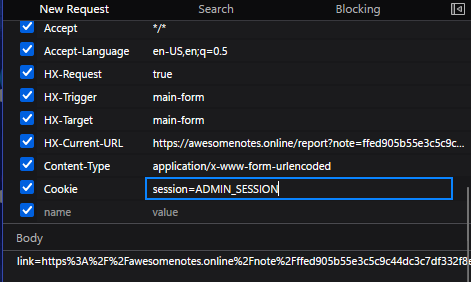 New Request Search Blocking
Accept */*
Accept-Language en-US,en;q=0.5
HX-Request true
HX-Trigger main-form
HX-Target main-form
HX-Current-URL https://awesomenotes.online/report?note=ffed905b55e3c5c9c...
Content-Type application/x-www-form-urlencoded
Cookie session=ADMIN_SESSION
name value
Body
link=https%3A%2F%2Fawesomenotes.online%2Fnote%2Fffed905b55e3c5c9c44dc3c7df332f8e